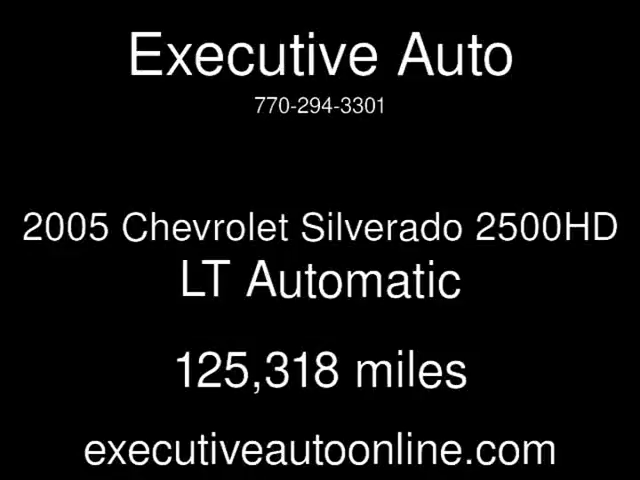 Executive Auto
770-294-3301
2005 Chevrolet Silverado 2500HD
LT Automatic
125,318 miles
executiveautoonline.com